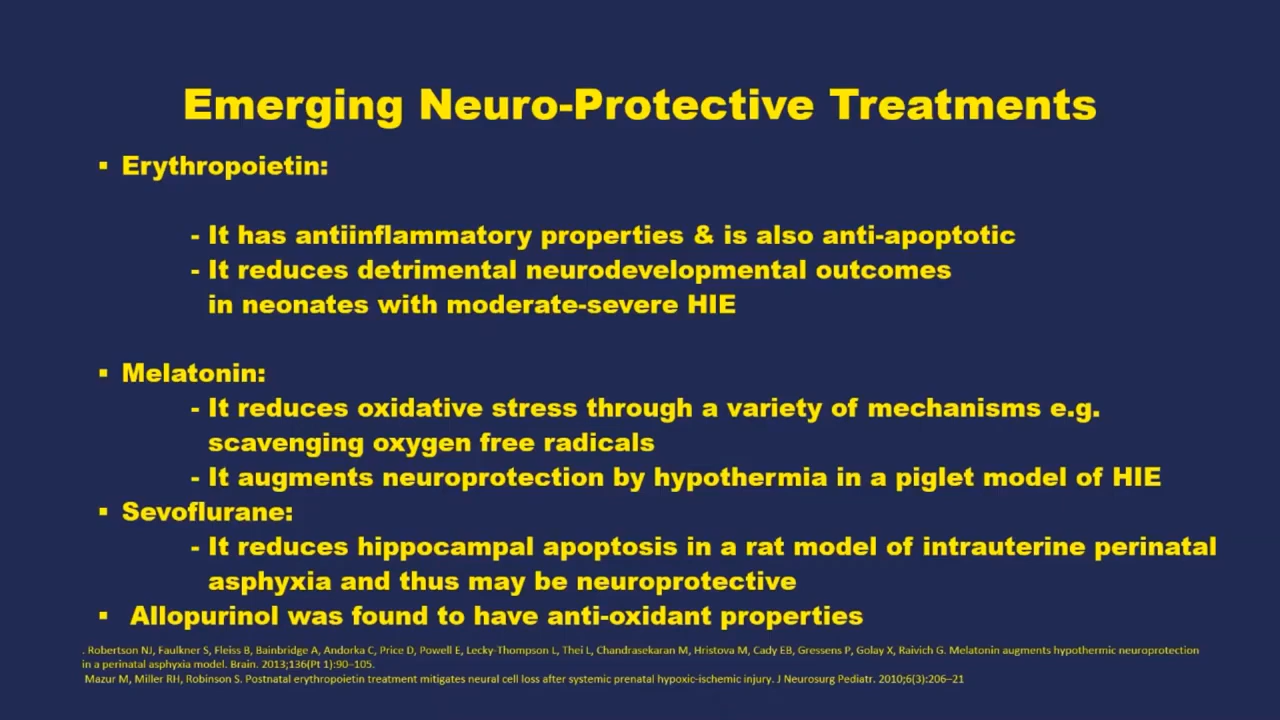 Emerging Neuro-Protective Treatments
▪ Erythropoietin:
- It has antiinflammatory properties & is also anti-apoptotic
- It reduces detrimental neurodevelopmental outcomes
in neonates with moderate-severe HIE
▪ Melatonin:
- It reduces oxidative stress through a variety of mechanisms e.g.
scavenging oxygen free radicals
- It augments neuroprotection by hypothermia in a piglet model of HIE
▪ Sevoflurane:
- It reduces hippocampal apoptosis in a rat model of intrauterine perinatal
asphyxia and thus may be neuroprotective
▪ Allopurinol was found to have anti-oxidant properties
. Robertson NJ, Faulkner S, Fleiss B, Bainbridge A, Andorka C, Price D, Powell E, Lecky-Thompson L, Thei L, Chandrasekaran M, Hristova M, Cady EB, Gressens P, Golay X, Raivich G. Melatonin augments hypothermic neuroprotection
in a perinatal asphyxia model. Brain. 2013;136(Pt 1):90–105.
Mazur M, Miller RH, Robinson S. Postnatal erythropoietin treatment mitigates neural cell loss after systemic prenatal hypoxic-ischemic injury. J Neurosurg Pediatr. 2010;6(3):206–21